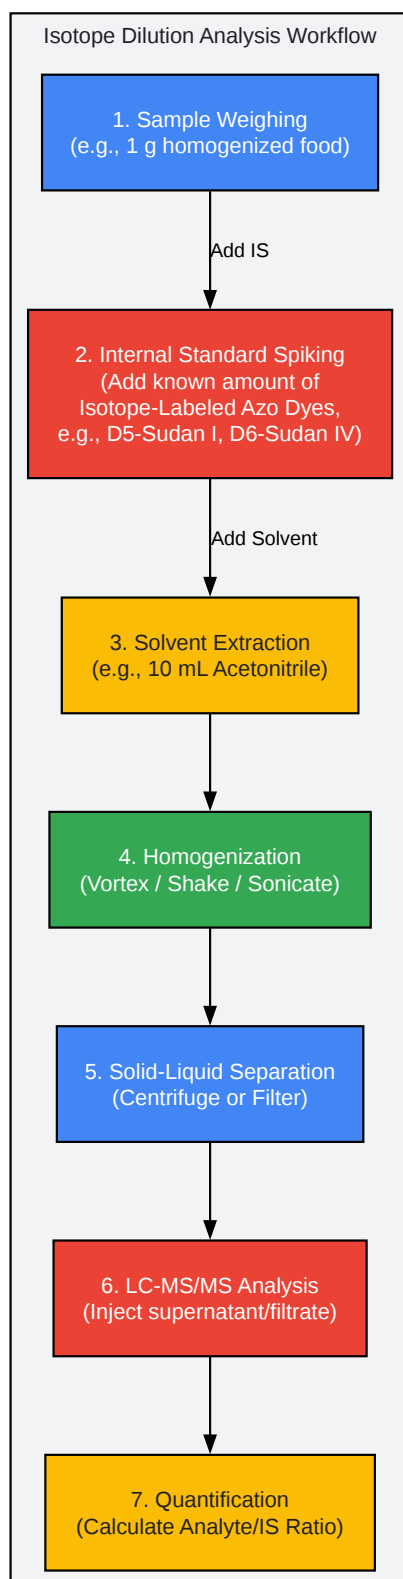 Isotope Dilution Analysis Workflow
1. Sample Weighing
(e.g., 1 g homogenized food)
Add IS
2. Internal Standard Spiking
(Add known amount of
Isotope-Labeled Azo Dyes,
e.g., D5-Sudan I, D6-Sudan IV)
Add Solvent
3. Solvent Extraction
(e.g., 10 mL Acetonitrile)
4. Homogenization
(Vortex / Shake / Sonicate)
5. Solid-Liquid Separation
(Centrifuge or Filter)
6. LC-MS/MS Analysis
(Inject supernatant/filtrate)
7. Quantification
(Calculate Analyte/IS Ratio)